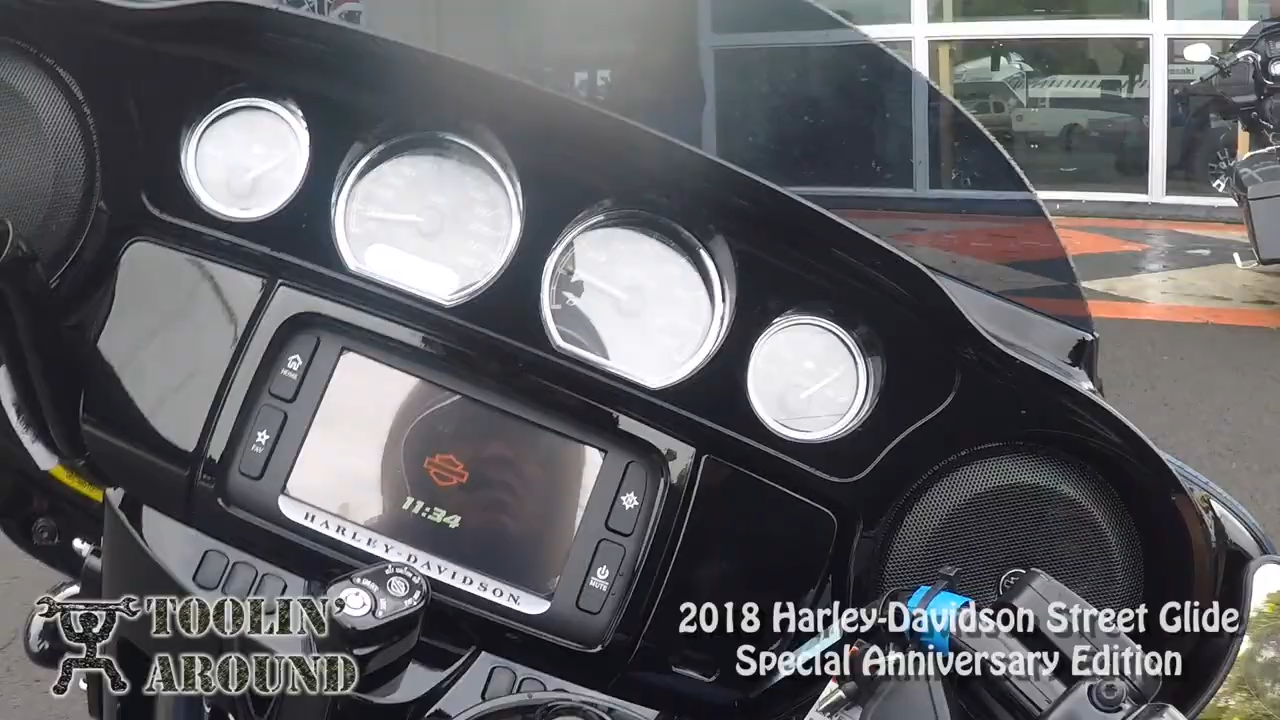 HOME
FAV
11:34
HARLEY-DAVIDSON
MUTE
TOOLIN'
AROUND
2018 Harley-Davidson Street Glide
Special Anniversary Edition